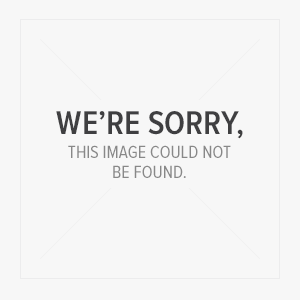 WE’RE SORRY,
THIS IMAGE COULD NOT
BE FOUND.